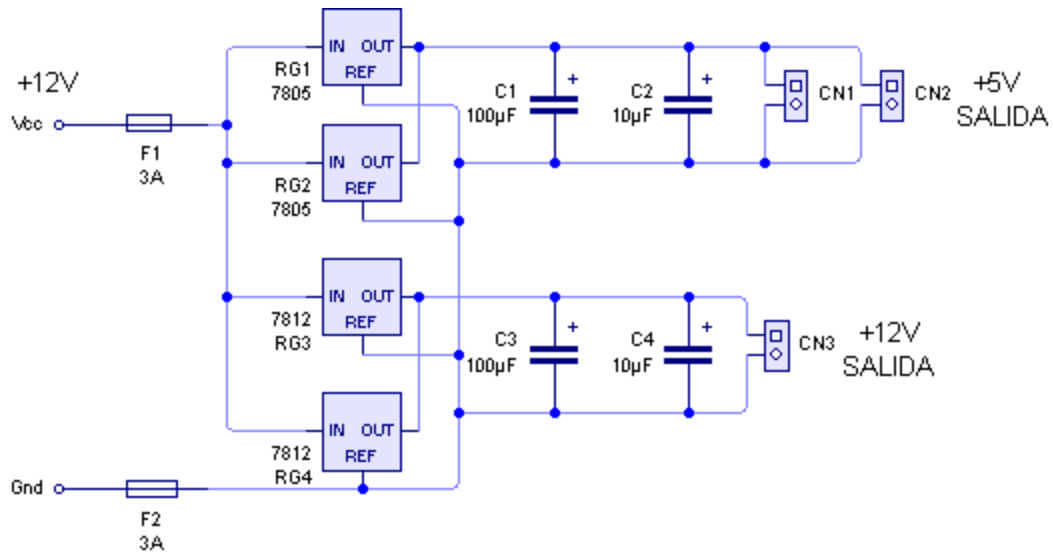 +12V
Vcc
F1
3A
IN OUT
REF
RG1
7805
IN OUT
REF
RG2
7805
IN OUT
REF
7812
RG3
IN OUT
REF
7812
RG4
Gnd
F2
3A
C1
100µF
+
C2
10µF
+
CN1
CN2
+5V
SALIDA
C3
100µF
+
C4
10µF
+
CN3
+12V
SALIDA